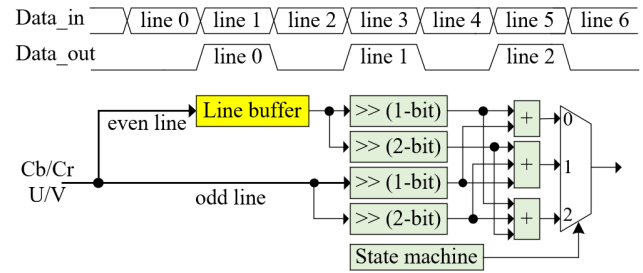 Data_in line 0 line 1 line 2 line 3 line 4 line 5 line 6
Data_out line 0 line 1 line 2
Line buffer >> (1-bit) + 0
even line
>> (2-bit)
Cb/Cr + 1
U/V
odd line >> (1-bit)
>> (2-bit) + 2
State machine